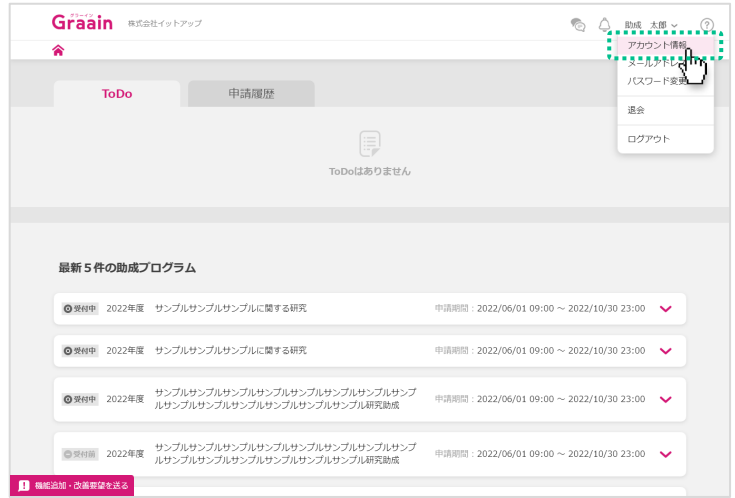 グラーイン
Graain
株式会社イットアップ
助成 太郎
?
アカウント情報
メールアドレ
パスワード変更
退会
ログアウト
ToDo
申請履歴
ToDoはありません
最新5件の助成プログラム
受付中 2022年度 サンプルサンプルサンプルに関する研究 申請期間：2022/06/01 09:00 ～ 2022/10/30 23:00
受付中 2022年度 サンプルサンプルサンプルに関する研究 申請期間：2022/06/01 09:00 ～ 2022/10/30 23:00
受付中 2022年度 サンプルサンプルサンプルサンプルサンプルサンプルサンプルサンプ
ルサンプルサンプルサンプルサンプルサンプルサンプル研究助成 申請期間：2022/06/01 09:00 ～ 2022/10/30 23:00
受付前 2022年度 サンプルサンプルサンプルサンプルサンプルサンプルサンプルサンプ
ルサンプルサンプルサンプルサンプルサンプルサンプル研究助成 申請期間：2022/06/01 09:00 ～ 2022/10/30 23:00
機能追加・改善要望を送る